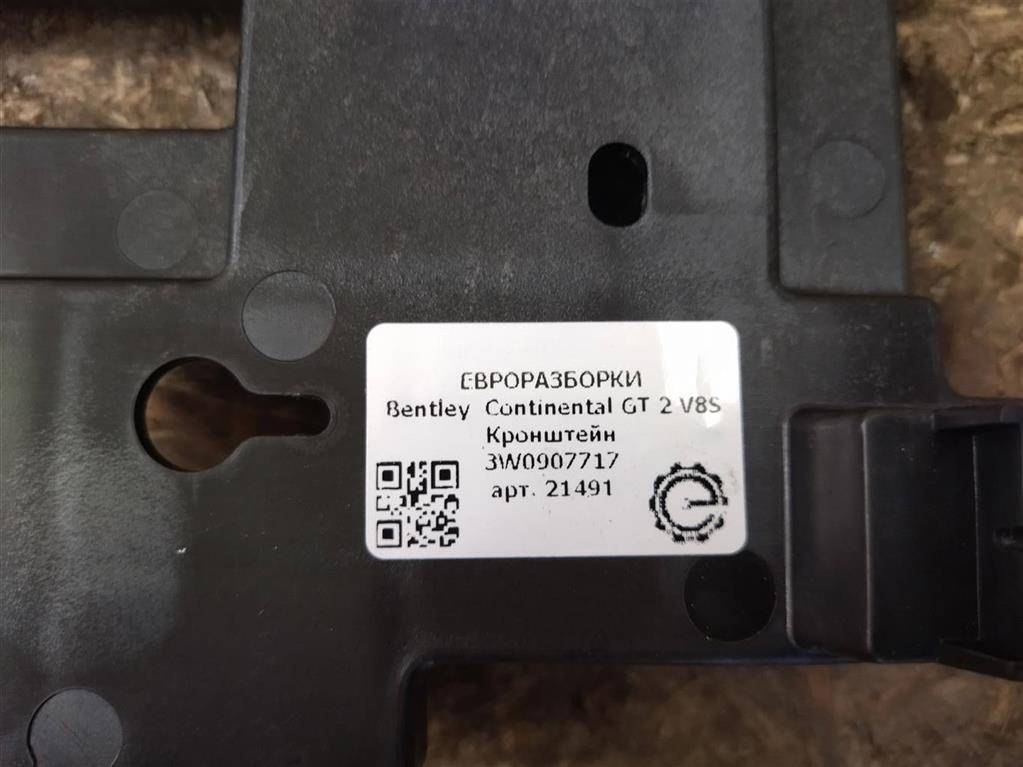 ЕВРОРАЗБОРКИ
Bentley Continental GT 2 V8S
Кронштейн
3W0907717
арт. 21491